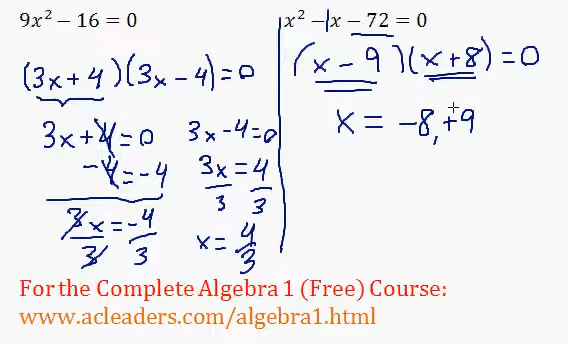 9x² − 16 = 0
(3x + 4)(3x − 4) = 0
3x + 4 = 0
3x − 4 = 0
−4 = −4
3x = 4
3 3
3x = −4
3 3
x = 4/3
x² − 1x − 72 = 0
(x − 9)(x + 8) = 0
x = −8, +9
For the Complete Algebra 1 (Free) Course:
www.acleaders.com/algebra1.html